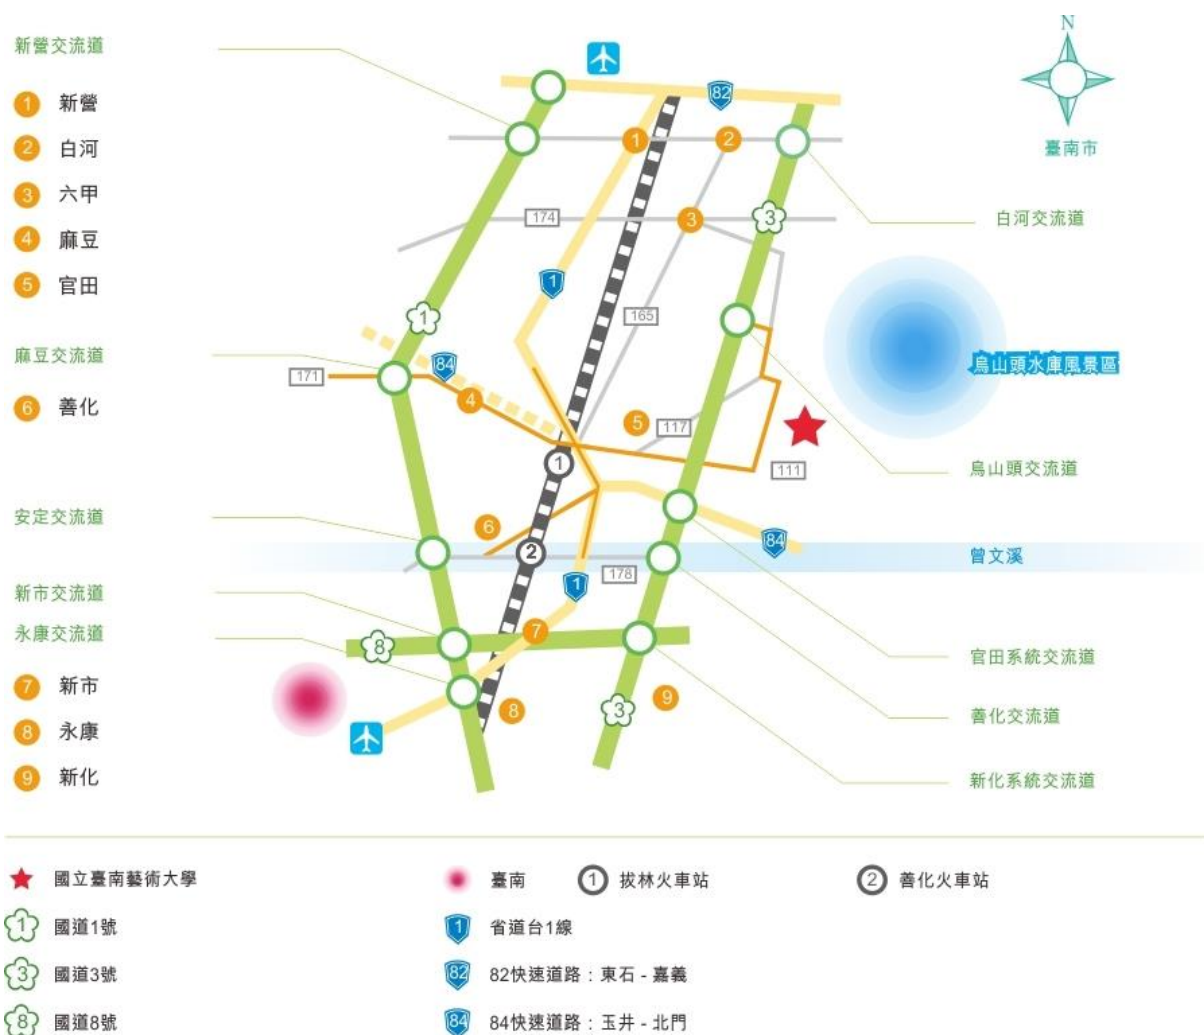 新營交流道
1 新營
2 白河
3 六甲
4 麻豆
5 官田
麻豆交流道
6 善化
安定交流道
新市交流道
永康交流道
7 新市
8 永康
9 新化
N
臺南市
82
1
2
174
3
3
白河交流道
1
1
165
烏山頭水庫風景區
84
171
4
5
117
111
1
烏山頭交流道
6
2
84
178
1
曾文溪
8
7
官田系統交流道
8
9
3
善化交流道
新化系統交流道
國立臺南藝術大學
臺南
1 拔林火車站
2 善化火車站
1 國道1號
1 省道台1線
3 國道3號
82 82快速道路：東石 - 嘉義
8 國道8號
84 84快速道路：玉井 - 北門